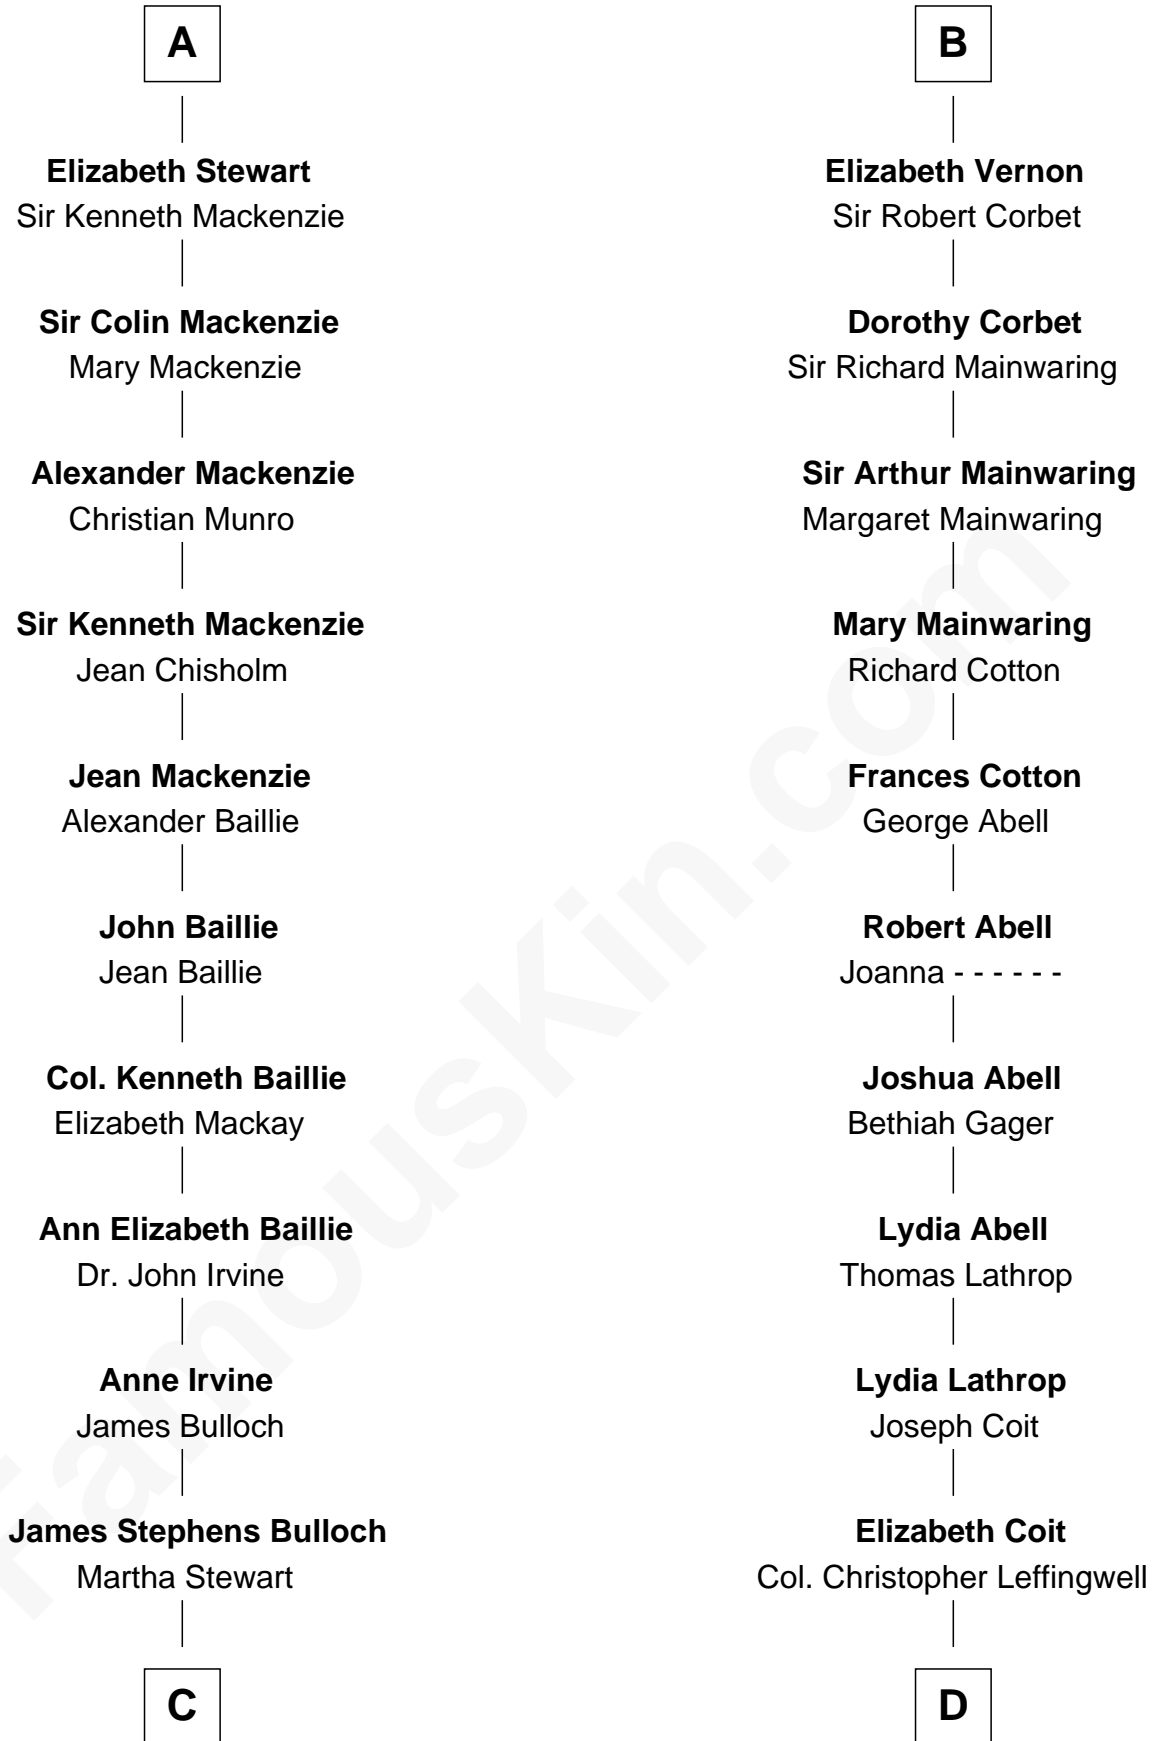 A
Elizabeth Stewart
Sir Kenneth Mackenzie
Sir Colin Mackenzie
Mary Mackenzie
Alexander Mackenzie
Christian Munro
Sir Kenneth Mackenzie
Jean Chisholm
Jean Mackenzie
Alexander Baillie
John Baillie
Jean Baillie
Col. Kenneth Baillie
Elizabeth Mackay
Ann Elizabeth Baillie
Dr. John Irvine
Anne Irvine
James Bulloch
James Stephens Bulloch
Martha Stewart
C
B
Elizabeth Vernon
Sir Robert Corbet
Dorothy Corbet
Sir Richard Mainwaring
Sir Arthur Mainwaring
Margaret Mainwaring
Mary Mainwaring
Richard Cotton
Frances Cotton
George Abell
Robert Abell
Joanna - - - - - -
Joshua Abell
Bethiah Gager
Lydia Abell
Thomas Lathrop
Lydia Lathrop
Joseph Coit
Elizabeth Coit
Col. Christopher Leffingwell
D
FamousKin.com